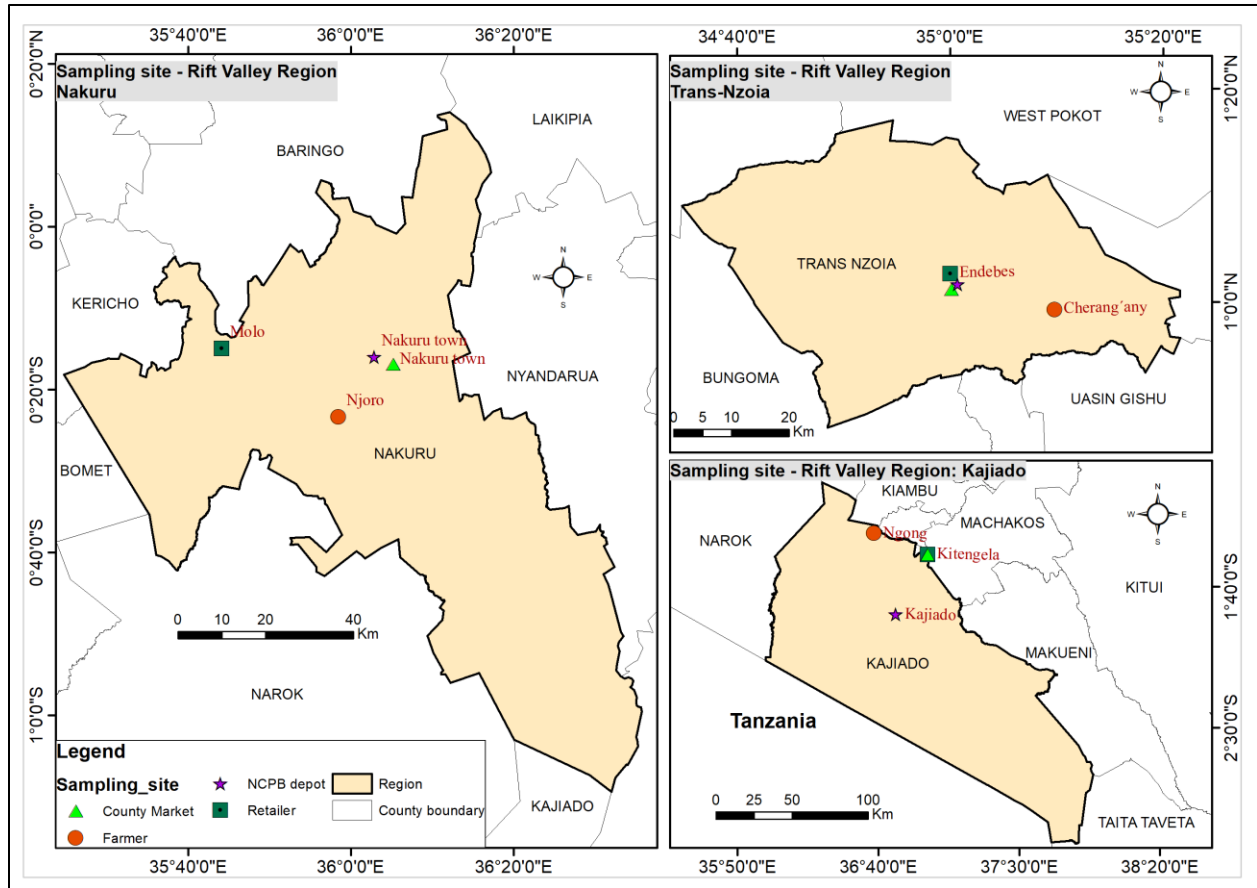 35°40'0"E
36°0'0"E
36°20'0"E
0°20'0"N
0°0'0"
0°20'0"S
0°40'0"S
1°0'0"S
Sampling site - Rift Valley Region
Nakuru
N
W
E
S
LAIKIPIA
BARINGO
KERICHO
Molo
Nakuru town
Nakuru town
NYANDARUA
Njoro
NAKURU
BOMET
0
10
20
40
Km
NAROK
KAJIADO
Legend
Sampling_site
NCPB depot
Region
County Market
Retailer
County boundary
Farmer
35°40'0"E
36°0'0"E
36°20'0"E
34°40'0"E
35°0'0"E
35°20'0"E
Sampling site - Rift Valley Region
Trans-Nzoia
N
W
E
S
1°20'0"N
1°0'0"N
WEST POKOT
TRANS NZOIA
Endebes
Cherang´any
BUNGOMA
UASIN GISHU
0
5
10
20
Km
Sampling site - Rift Valley Region: Kajiado
N
W
E
S
KIAMBU
MACHAKOS
NAROK
Ngong
Kitengela
KITUI
Kajiado
MAKUENI
KAJIADO
Tanzania
1°40'0"S
2°30'0"S
0
25
50
100
Km
TAITA TAVETA
35°50'0"E
36°40'0"E
37°30'0"E
38°20'0"E